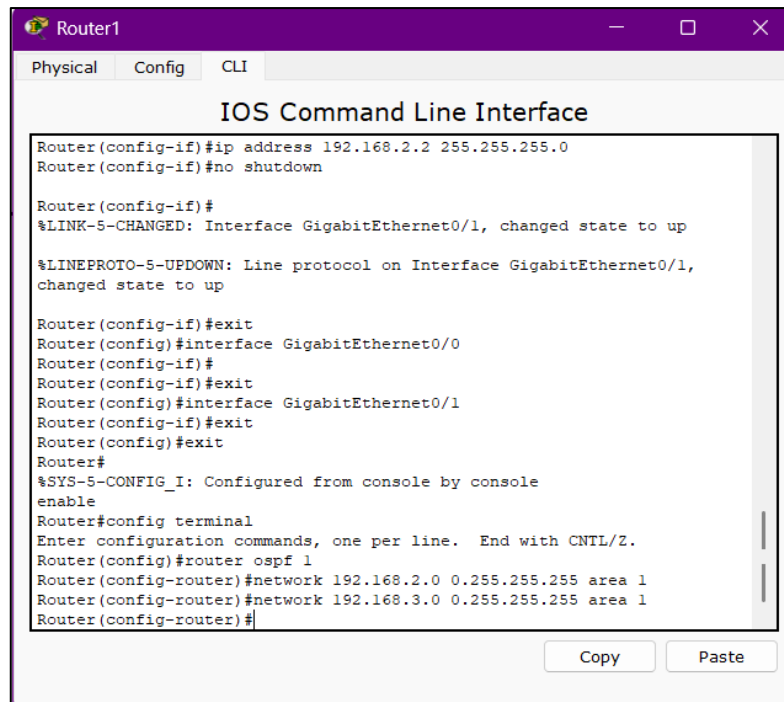 Router1
Physical Config CLI
IOS Command Line Interface
Router(config-if)#ip address 192.168.2.2 255.255.255.0
Router(config-if)#no shutdown
Router(config-if)#
%LINK-5-CHANGED: Interface GigabitEthernet0/1, changed state to up
%LINEPROTO-5-UPDOWN: Line protocol on Interface GigabitEthernet0/1,
changed state to up
Router(config-if)#exit
Router(config)#interface GigabitEthernet0/0
Router(config-if)#
Router(config-if)#exit
Router(config)#interface GigabitEthernet0/1
Router(config-if)#exit
Router(config)#exit
Router#
%SYS-5-CONFIG_I: Configured from console by console
enable
Router#config terminal
Enter configuration commands, one per line.  End with CNTL/Z.
Router(config)#router ospf 1
Router(config-router)#network 192.168.2.0 0.255.255.255 area 1
Router(config-router)#network 192.168.3.0 0.255.255.255 area 1
Router(config-router)#
Copy Paste